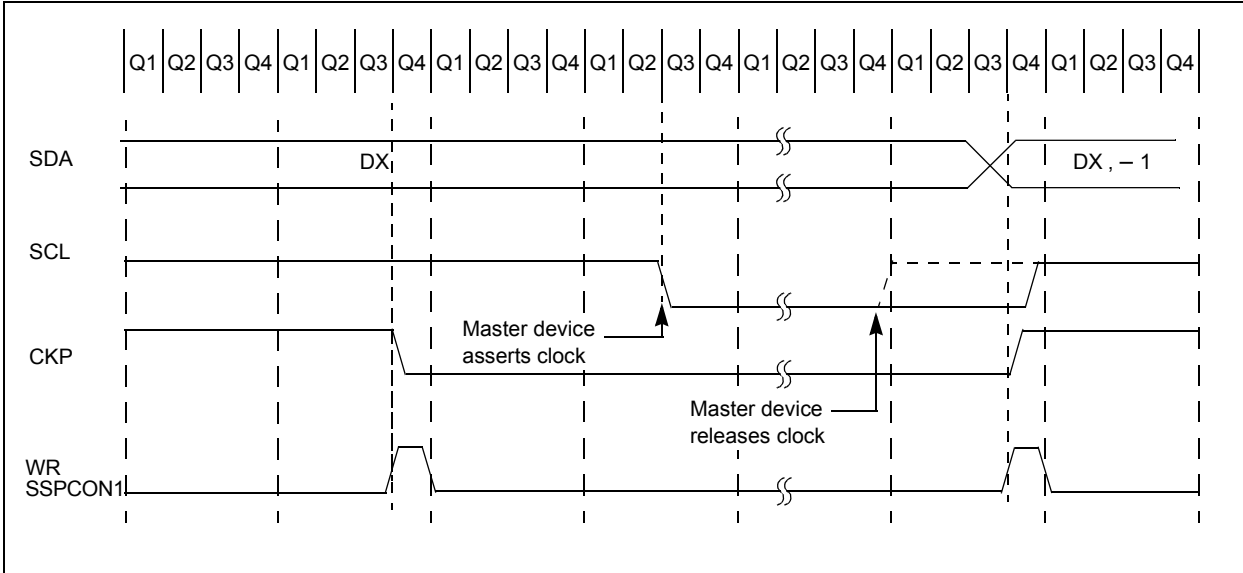 Q1 Q2 Q3 Q4 Q1 Q2 Q3 Q4 Q1 Q2 Q3 Q4 Q1 Q2 Q3 Q4 Q1 Q2 Q3 Q4 Q1 Q2 Q3 Q4 Q1 Q2 Q3 Q4
SDA
DX
DX , – 1
SCL
Master device
asserts clock
CKP
Master device
releases clock
WR
SSPCON1